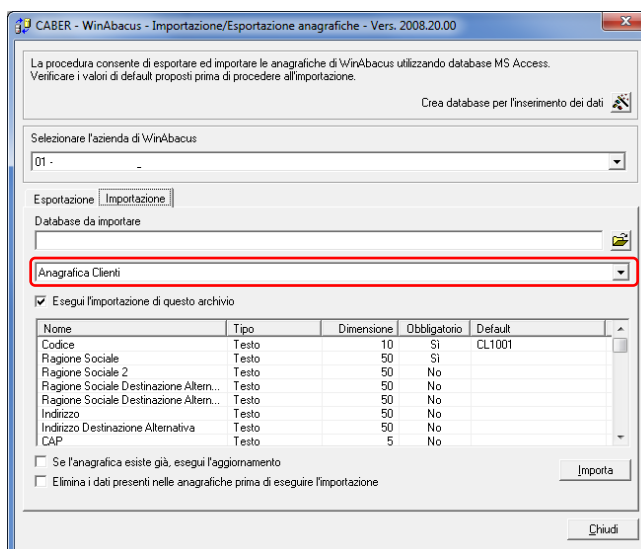 CABER - WinAbacus - Importazione/Esportazione anagrafiche - Vers. 2008.20.00
La procedura consente di esportare ed importare le anagrafiche di WinAbacus utilizzando database MS Access.
Verificare i valori di default proposti prima di procedere all'importazione.
Crea database per l'inserimento dei dati
Selezionare l'azienda di WinAbacus
01 - _
Esportazione Importazione
Database da importare
Anagrafica Clienti
Esegui l'importazione di questo archivio
Nome Tipo Dimensione Obbligatorio Default
Codice Testo 10 Sì CL1001
Ragione Sociale Testo 50 Sì
Ragione Sociale 2 Testo 50 No
Ragione Sociale Destinazione Altern... Testo 50 No
Ragione Sociale Destinazione Altern... Testo 50 No
Indirizzo Testo 50 No
Indirizzo Destinazione Alternativa Testo 50 No
CAP Testo 5 No
Se l'anagrafica esiste già, esegui l'aggiornamento
Importa
Elimina i dati presenti nelle anagrafiche prima di eseguire l'importazione
Chiudi